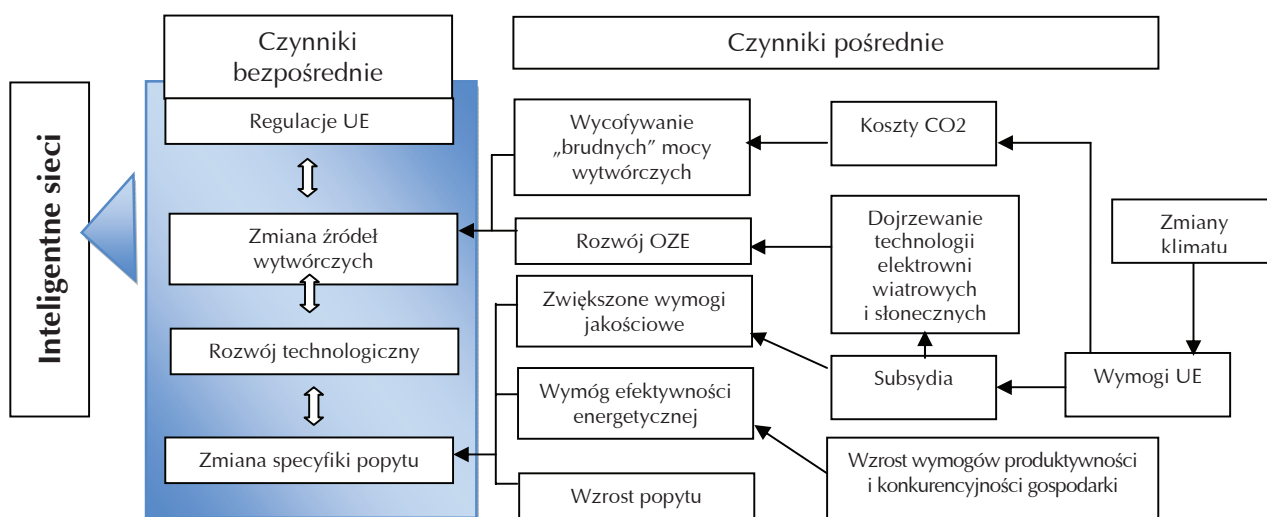 Inteligentne sieci
Czynniki
bezpośrednie
Regulacje UE
Zmiana źródeł
wytwórczych
Rozwój technologiczny
Zmiana specyfiki popytu
Czynniki pośrednie
Wycofywanie
„brudnych” mocy
wytwórczych
Rozwój OZE
Zwiększone wymogi
jakościowe
Wymóg efektywności
energetycznej
Wzrost popytu
Koszty CO2
Dojrzewanie
technologii
elektrowni
wiatrowych
i słonecznych
Subsydia
Wzrost wymogów produktywności
i konkurencyjności gospodarki
Zmiany
klimatu
Wymogi UE